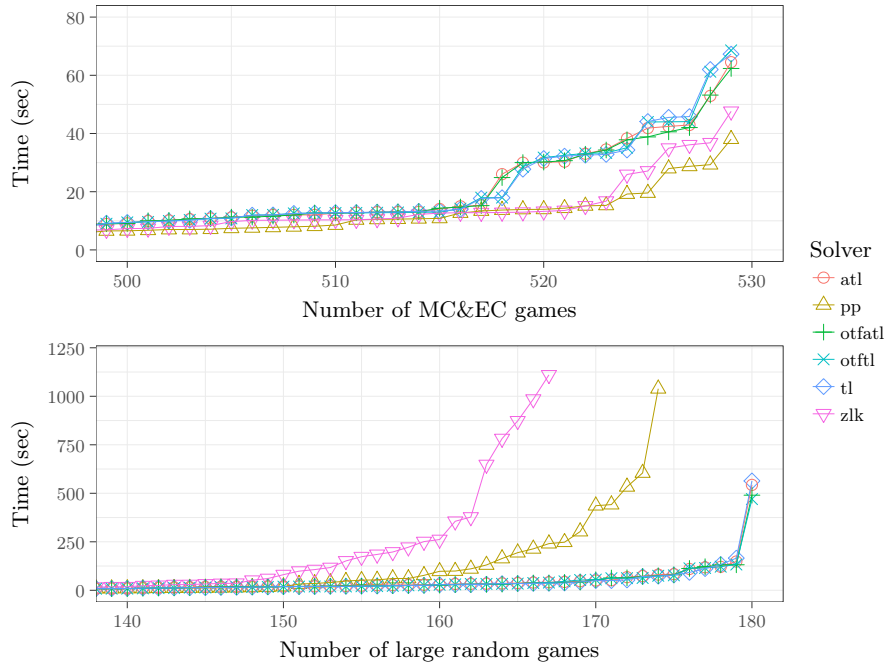 80
60
40
20
0
Time (sec)
500
510
520
530
Number of MC&EC games
Solver
atl
pp
otfatl
otftl
tl
zlk
1250
1000
750
500
250
0
Time (sec)
140
150
160
170
180
Number of large random games